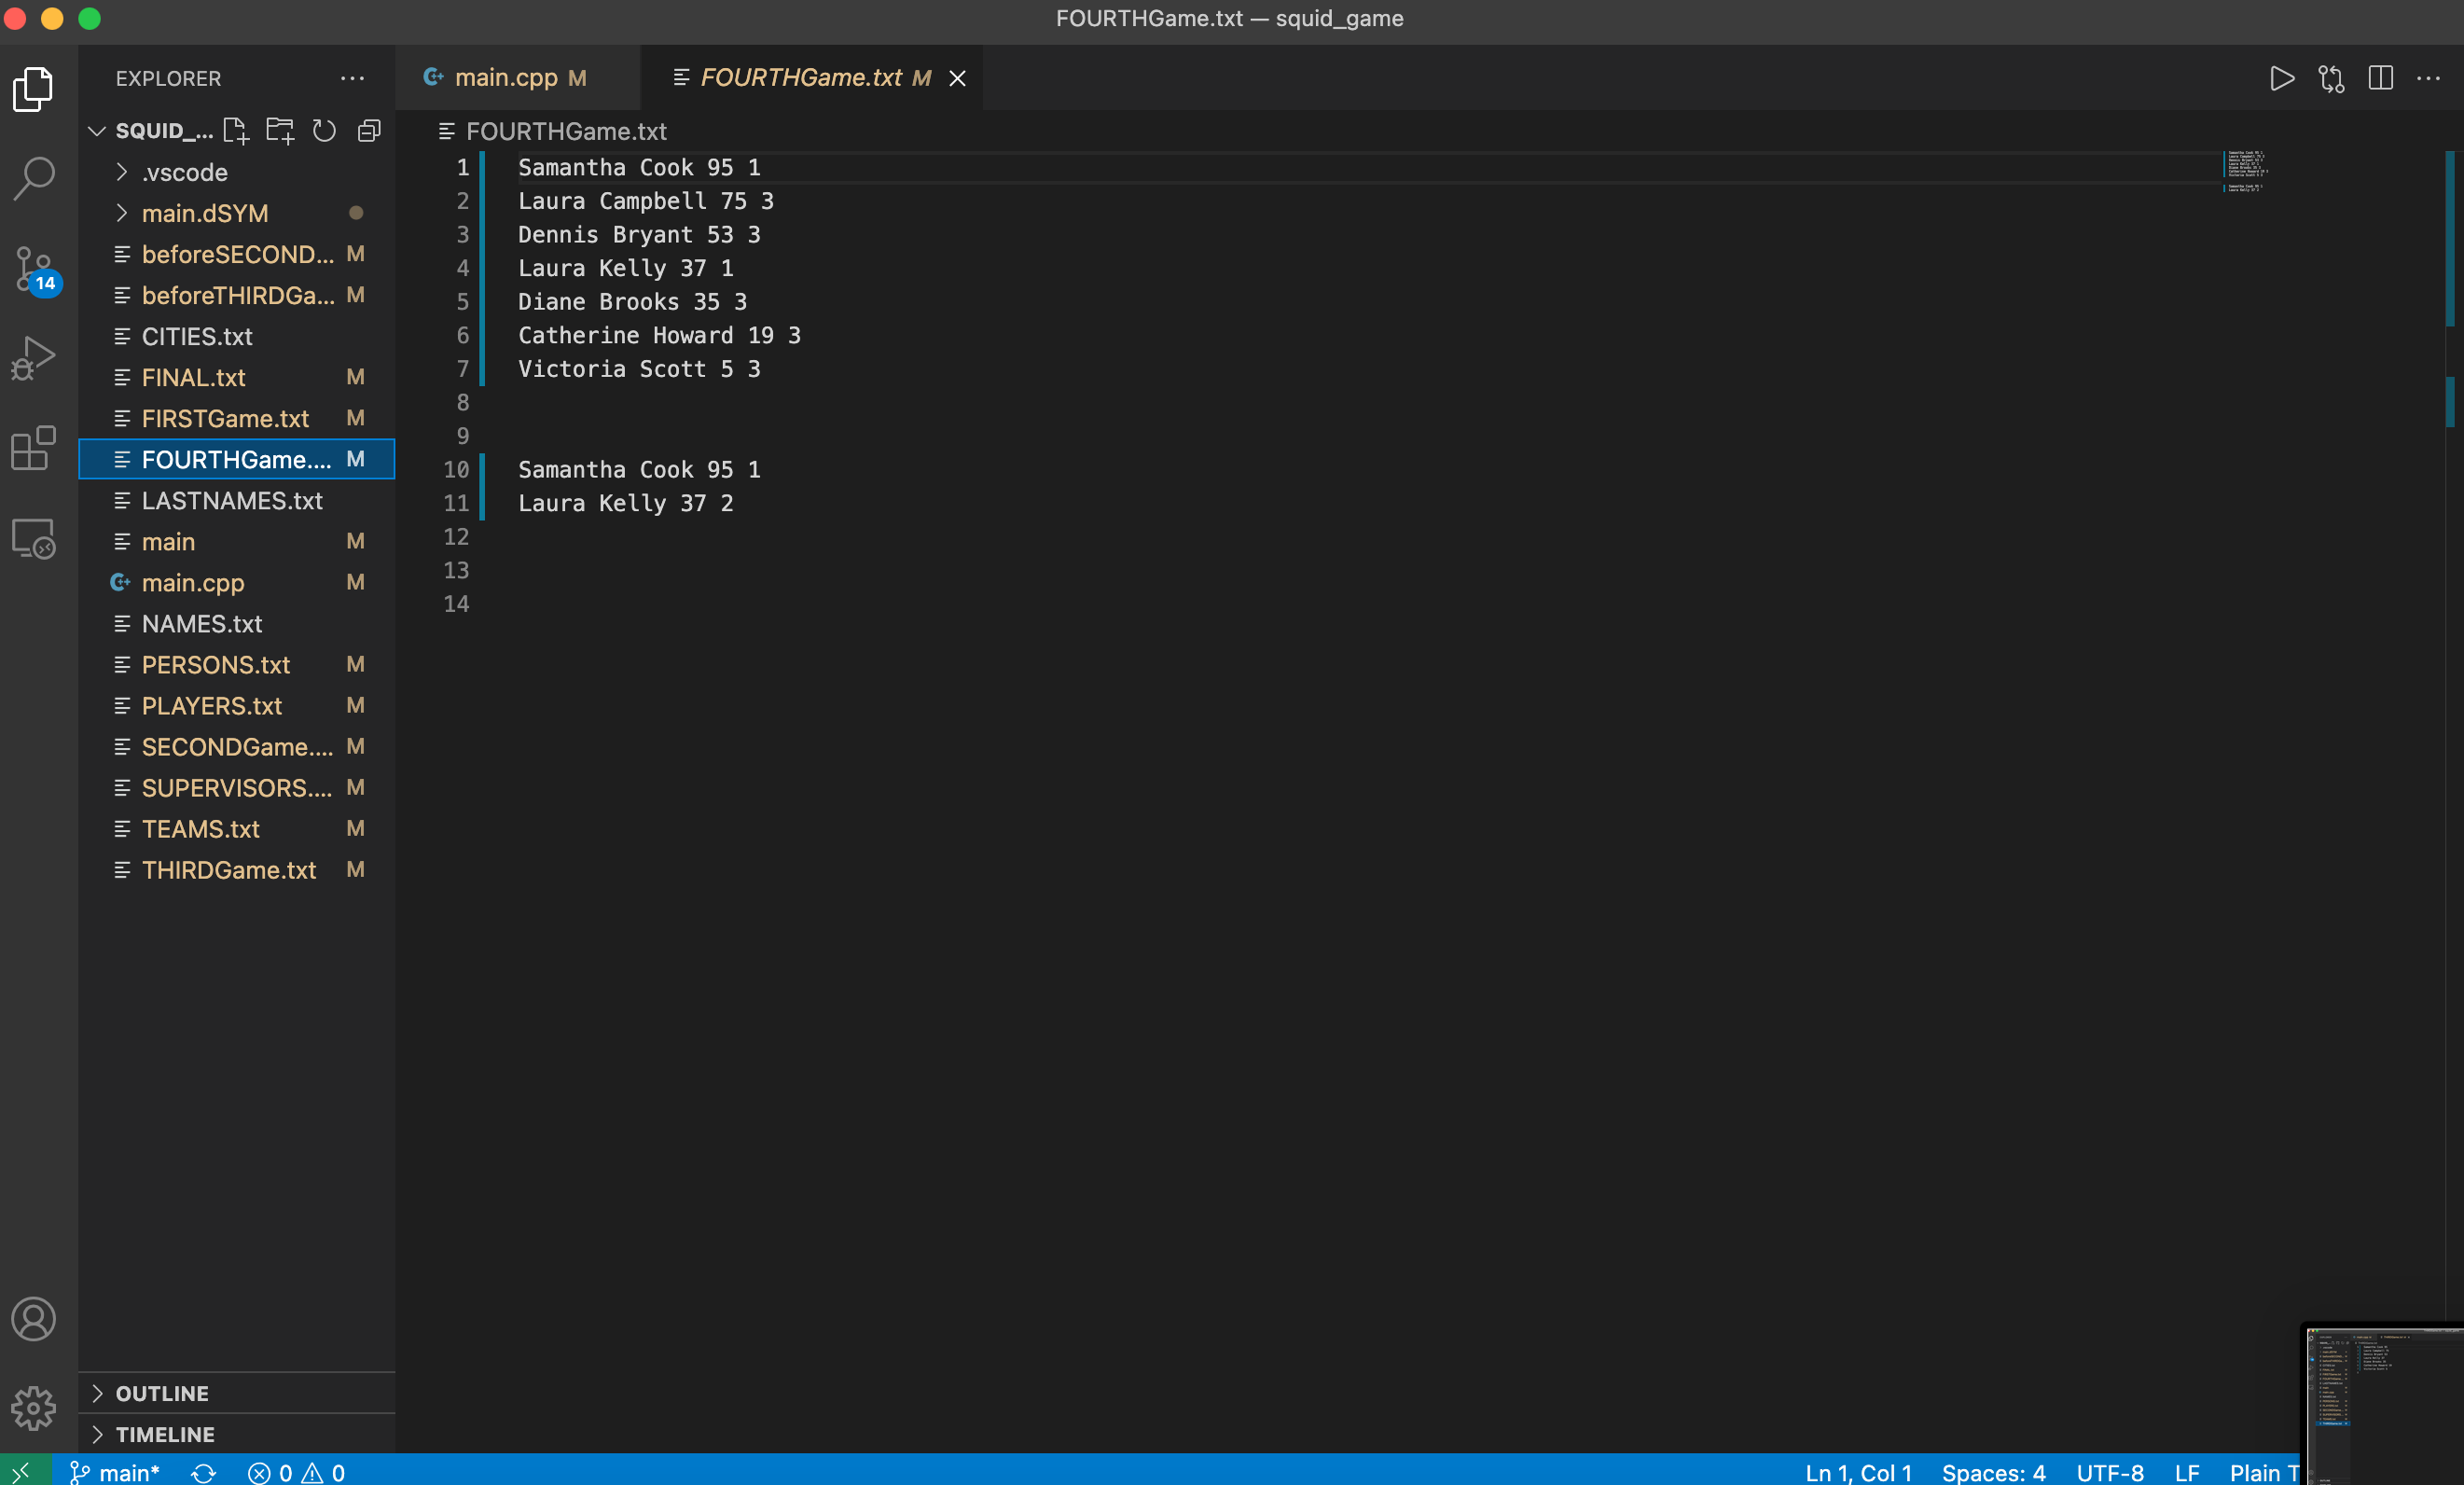 FOURTHGame.txt — squid_game
EXPLORER
main.cpp M
FOURTHGame.txt M
SQUID_...
FOURTHGame.txt
.vscode
main.dSYM
beforeSECOND... M
beforeTHIRDGa... M
CITIES.txt
FINAL.txt M
FIRSTGame.txt M
FOURTHGame.... M
LASTNAMES.txt
main M
main.cpp M
NAMES.txt
PERSONS.txt M
PLAYERS.txt M
SECONDGame.... M
SUPERVISORS.... M
TEAMS.txt M
THIRDGame.txt M
14
1 Samantha Cook 95 1
2 Laura Campbell 75 3
3 Dennis Bryant 53 3
4 Laura Kelly 37 1
5 Diane Brooks 35 3
6 Catherine Howard 19 3
7 Victoria Scott 5 3
8
9
10 Samantha Cook 95 1
11 Laura Kelly 37 2
12
13
14
OUTLINE
TIMELINE
main* 0 0 Ln 1, Col 1 Spaces: 4 UTF-8 LF Plain T